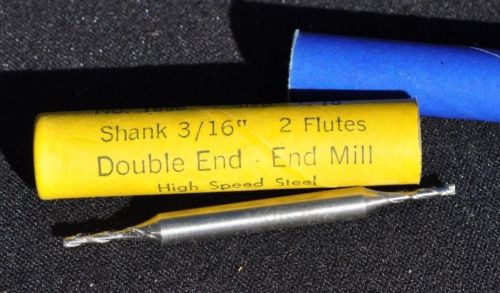 Shank 3/16" 2 Flutes
Double End - End Mill
High Speed Steel